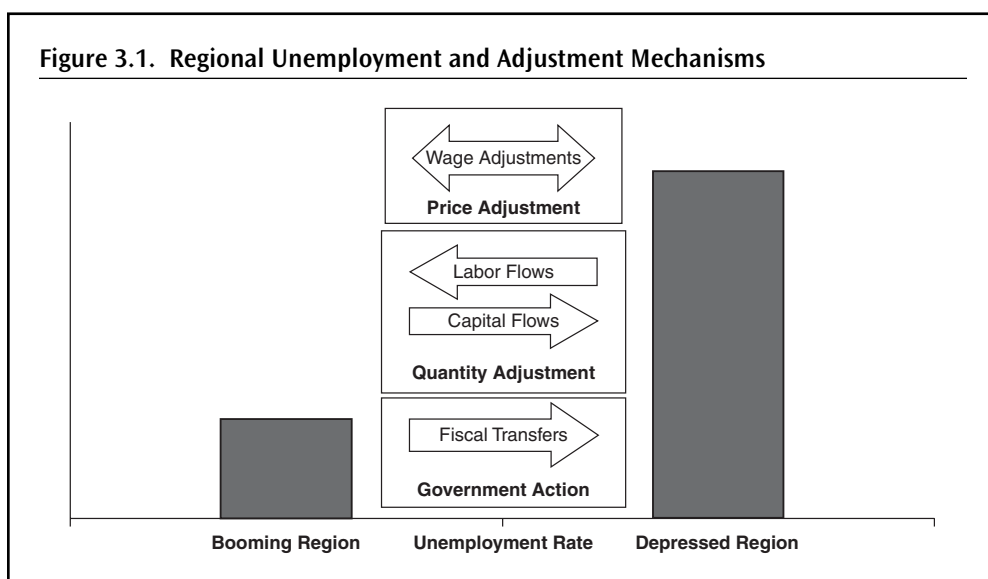 Figure 3.1. Regional Unemployment and Adjustment Mechanisms
Wage Adjustments
Price Adjustment
Labor Flows
Capital Flows
Quantity Adjustment
Fiscal Transfers
Government Action
Booming Region Unemployment Rate Depressed Region